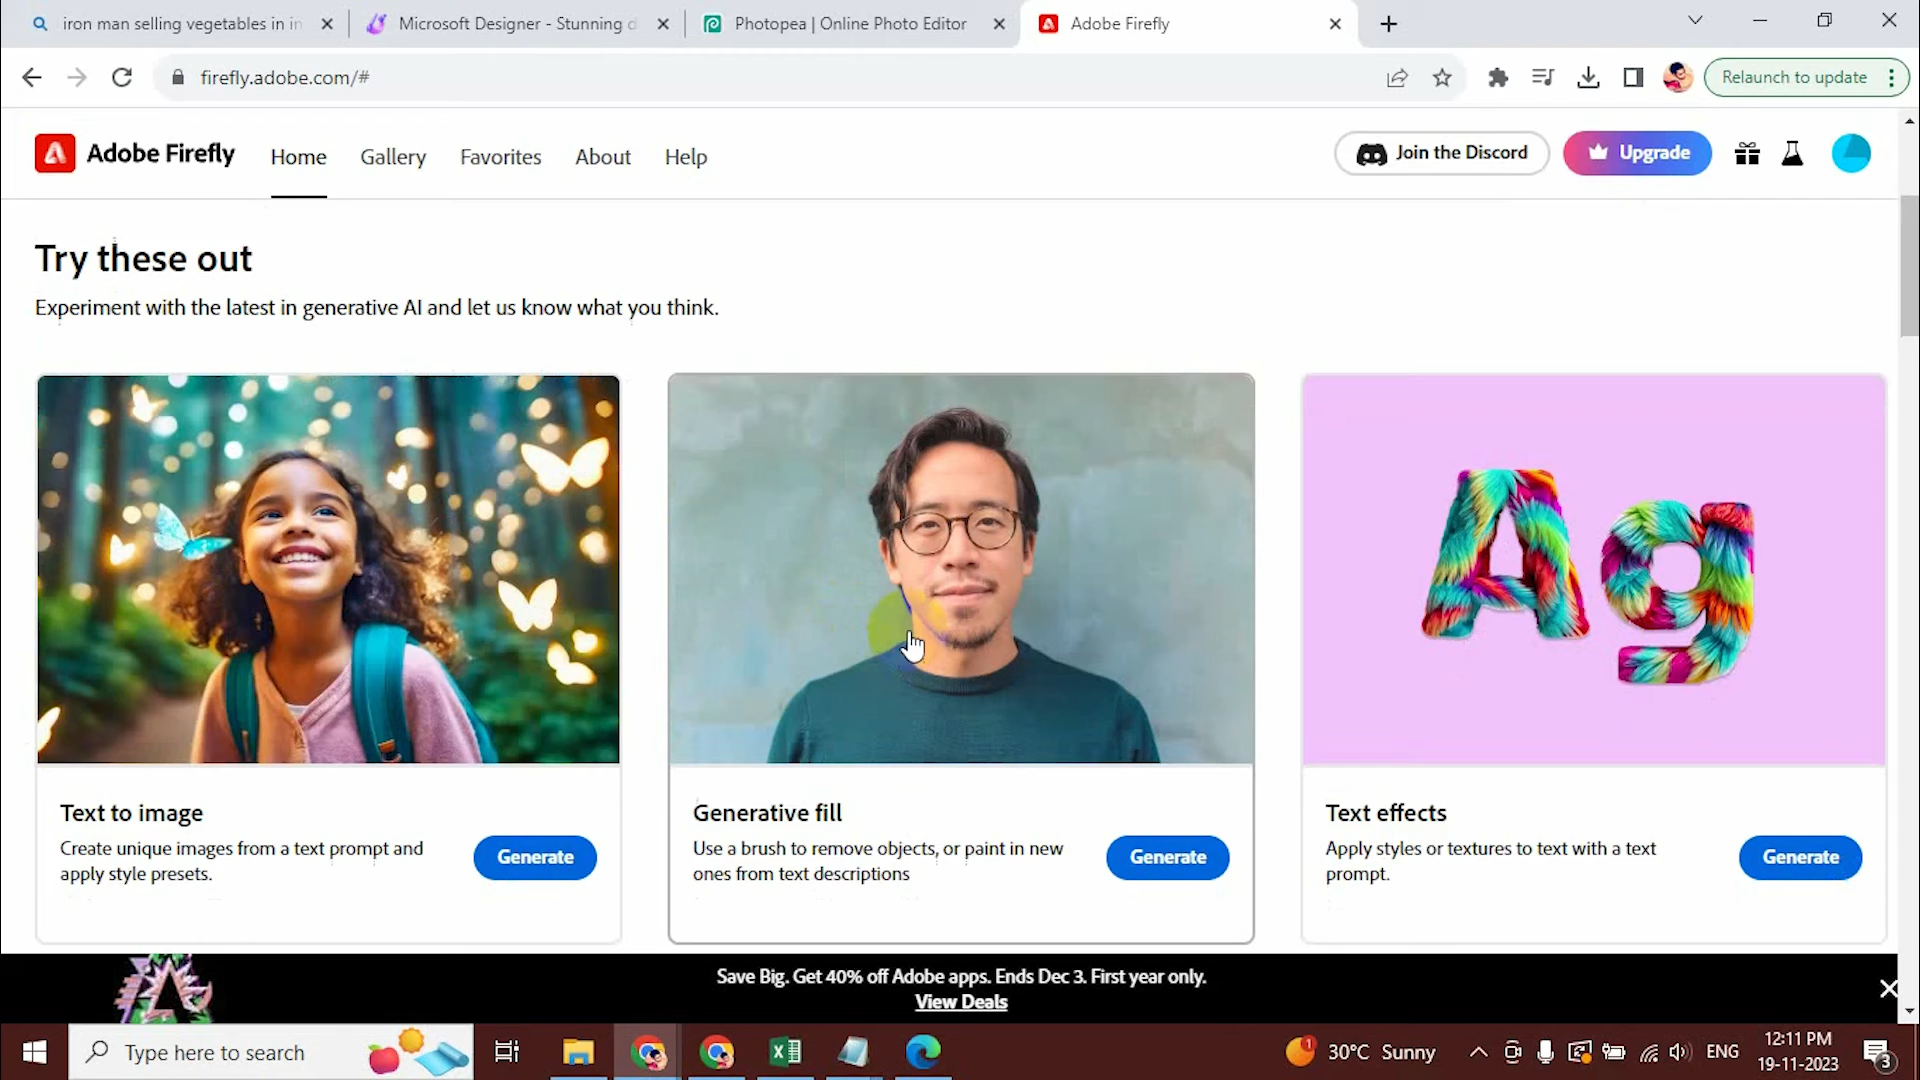 iron man selling vegetables in in
Microsoft Designer - Stunning d
Photopea | Online Photo Editor
Adobe Firefly
firefly.adobe.com/#
Relaunch to update
Adobe Firefly
Home
Gallery
Favorites
About
Help
Join the Discord
Upgrade
Try these out
Experiment with the latest in generative AI and let us know what you think.
Ag
Text to image
Create unique images from a text prompt and
apply style presets.
Generate
Generative fill
Use a brush to remove objects, or paint in new
ones from text descriptions
Generate
Text effects
Apply styles or textures to text with a text
prompt.
Generate
Save Big. Get 40% off Adobe apps. Ends Dec 3. First year only.
View Deals
Type here to search
1
30°C Sunny
ENG
12:11 PM
19-11-2023
3